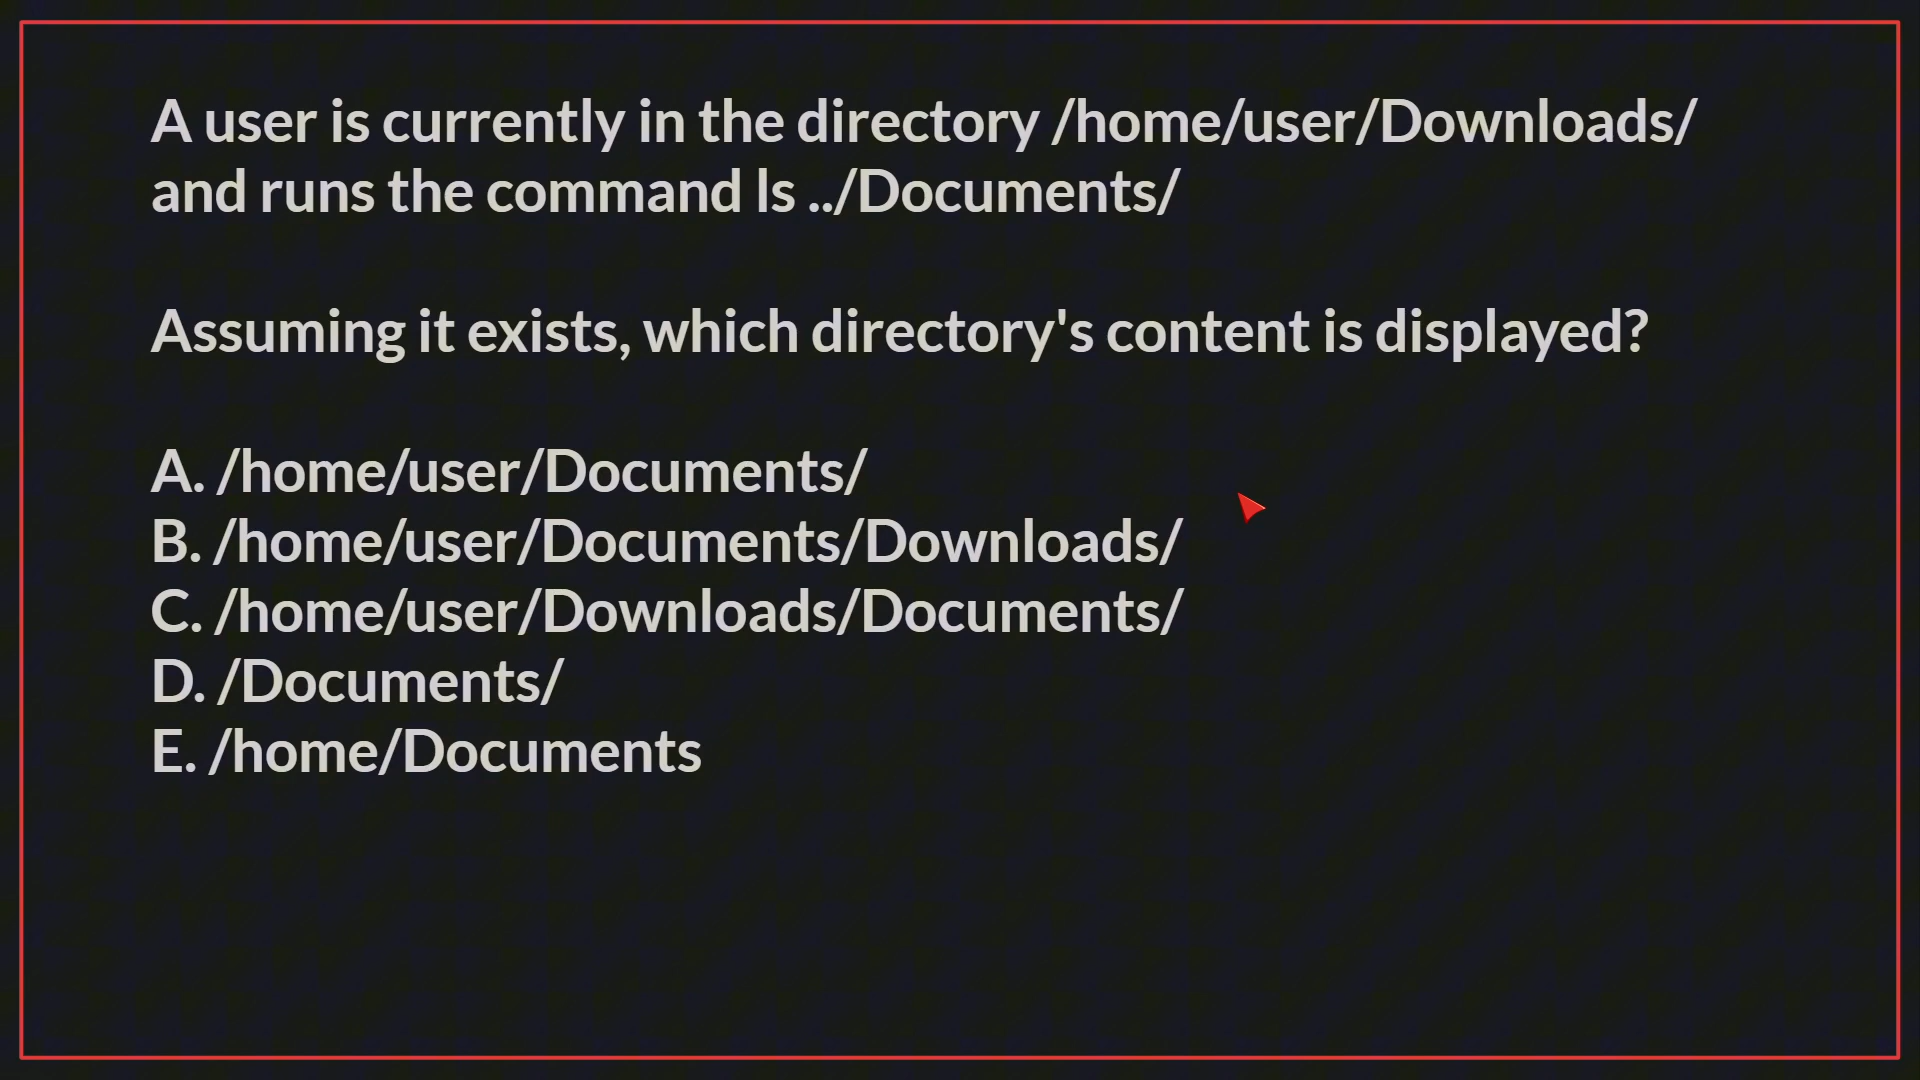 A user is currently in the directory /home/user/Downloads/
and runs the command ls ../Documents/
Assuming it exists, which directory's content is displayed?
A. /home/user/Documents/
B. /home/user/Documents/Downloads/
C. /home/user/Downloads/Documents/
D. /Documents/
E. /home/Documents